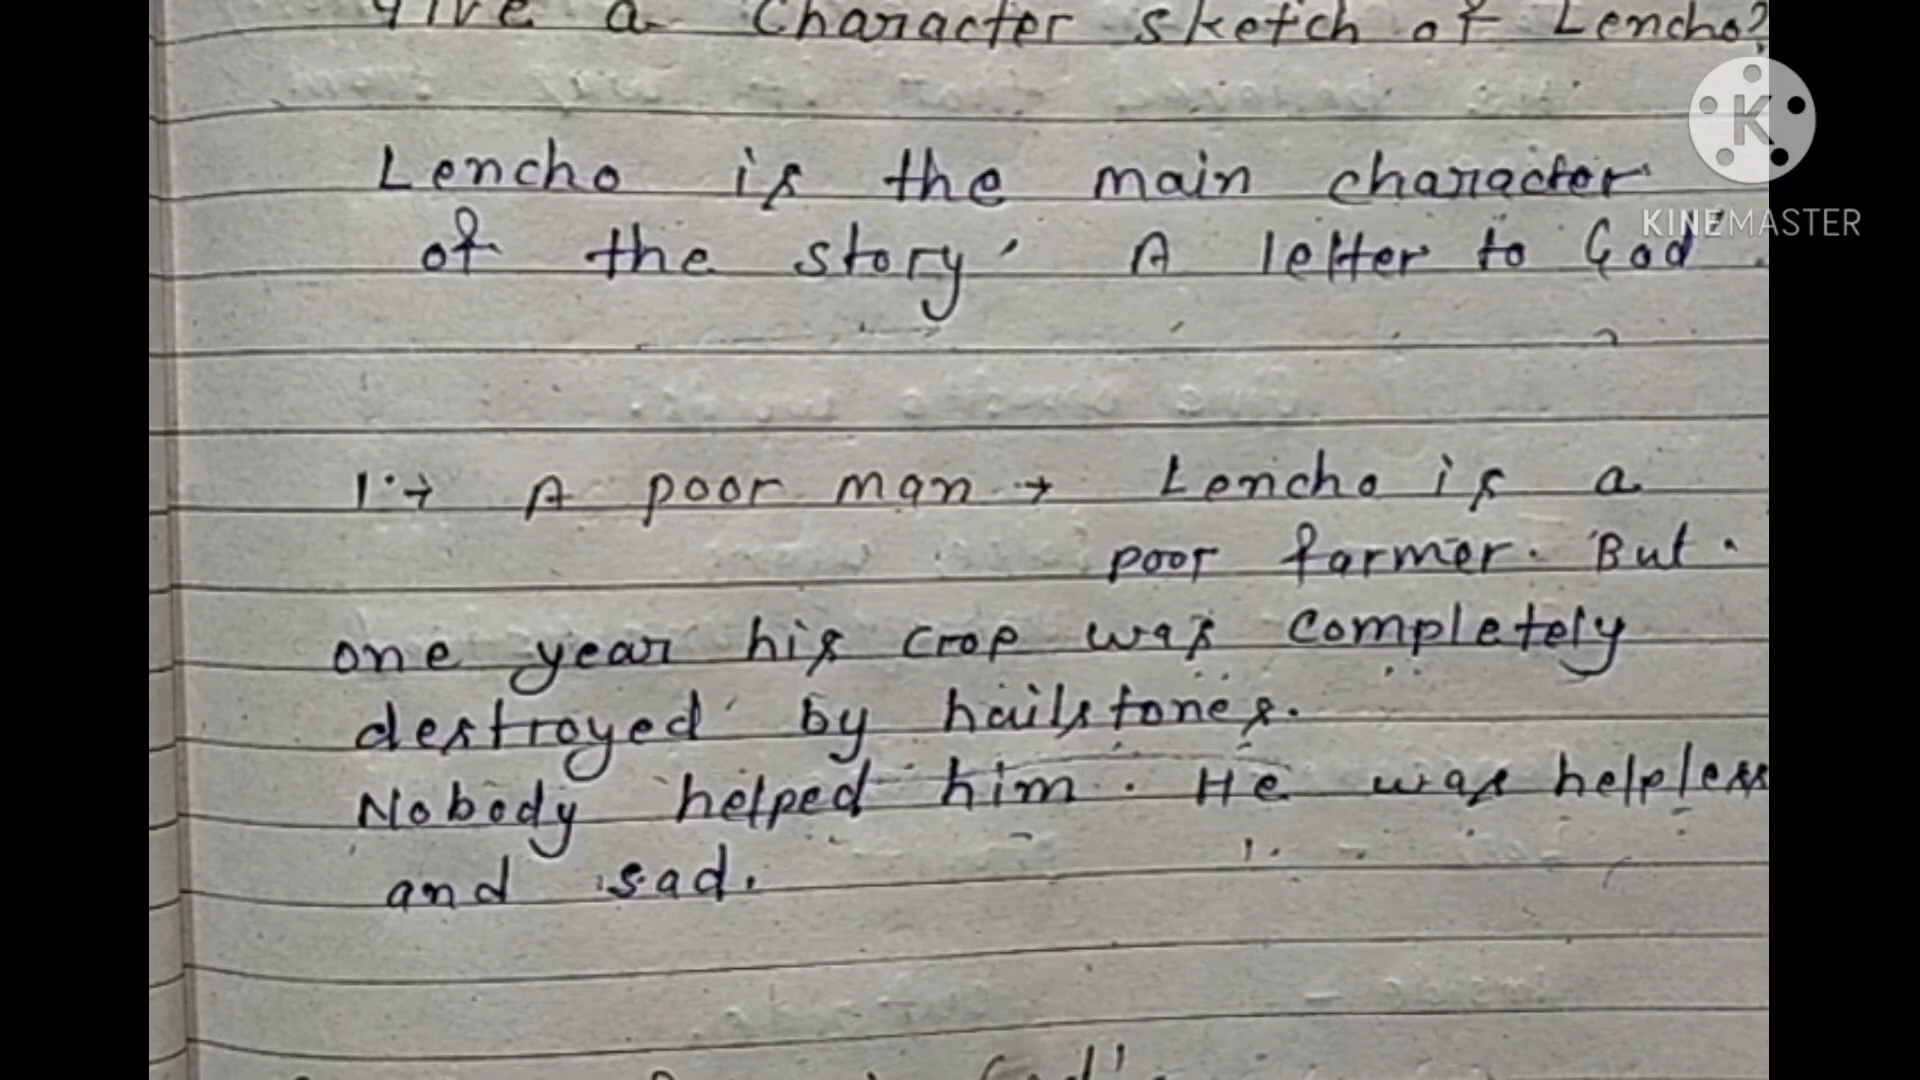 Give a Character sketch of Lencho?
Lencho is the main character
of the story' A letter to God'.
1.→ A poor man → Lencho is a
poor farmer. But
one year his crop was completely
destroyed by hailstones.
Nobody helped him. He was helpless
and sad.
KINEMASTER